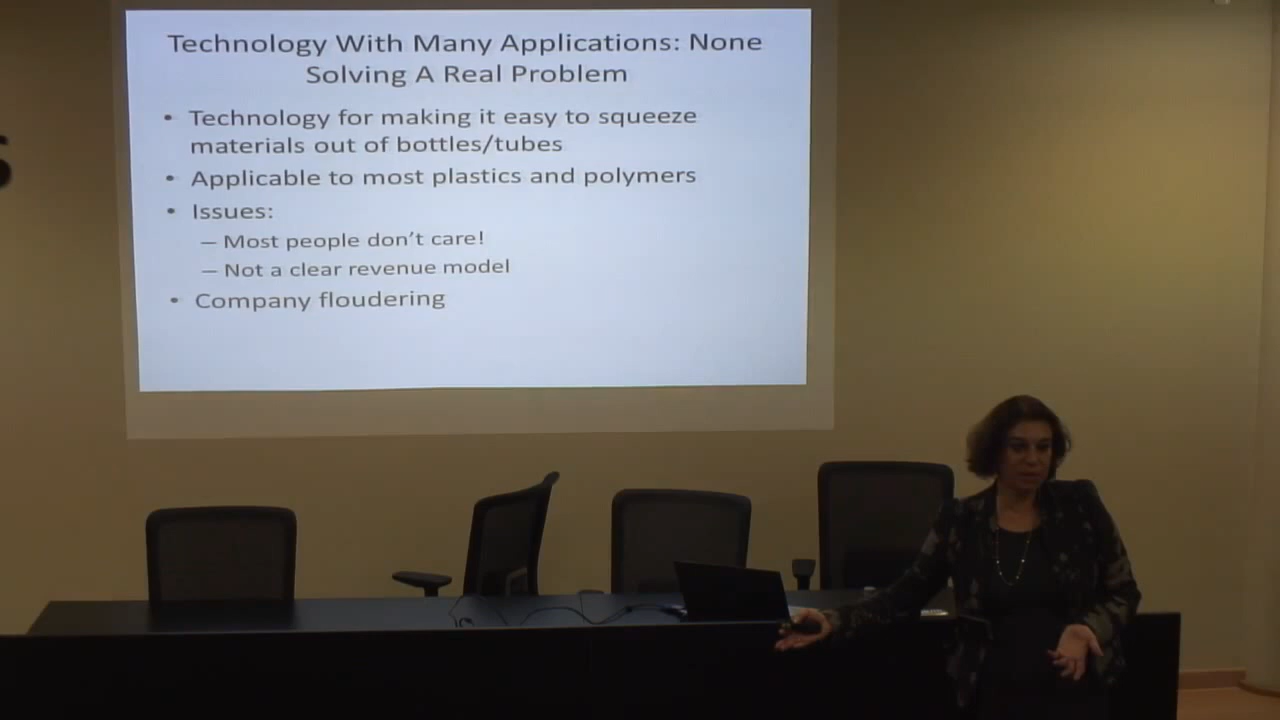 Technology With Many Applications: None
Solving A Real Problem
• Technology for making it easy to squeeze
materials out of bottles/tubes
• Applicable to most plastics and polymers
• Issues:
– Most people don't care!
– Not a clear revenue model
• Company floudering
s